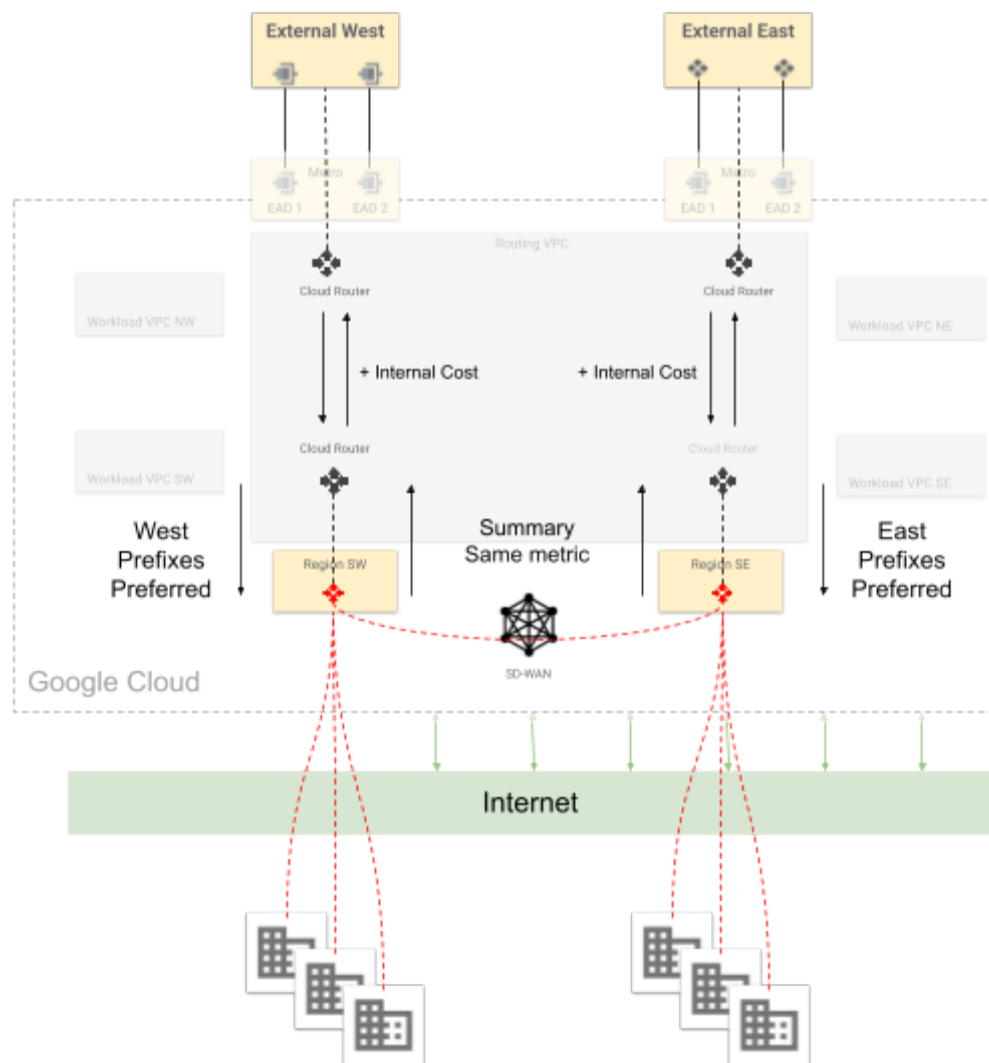 External West
External East
Metro
EAD 1
EAD 2
Metro
EAD 1
EAD 2
Routing VPC
Cloud Router
Cloud Router
Workload VPC NW
Workload VPC NE
+ Internal Cost
+ Internal Cost
Cloud Router
Cloud Router
Workload VPC SW
Workload VPC SE
West
Prefixes
Preferred
Summary
Same metric
East
Prefixes
Preferred
Region SW
Region SE
SD-WAN
Google Cloud
Internet